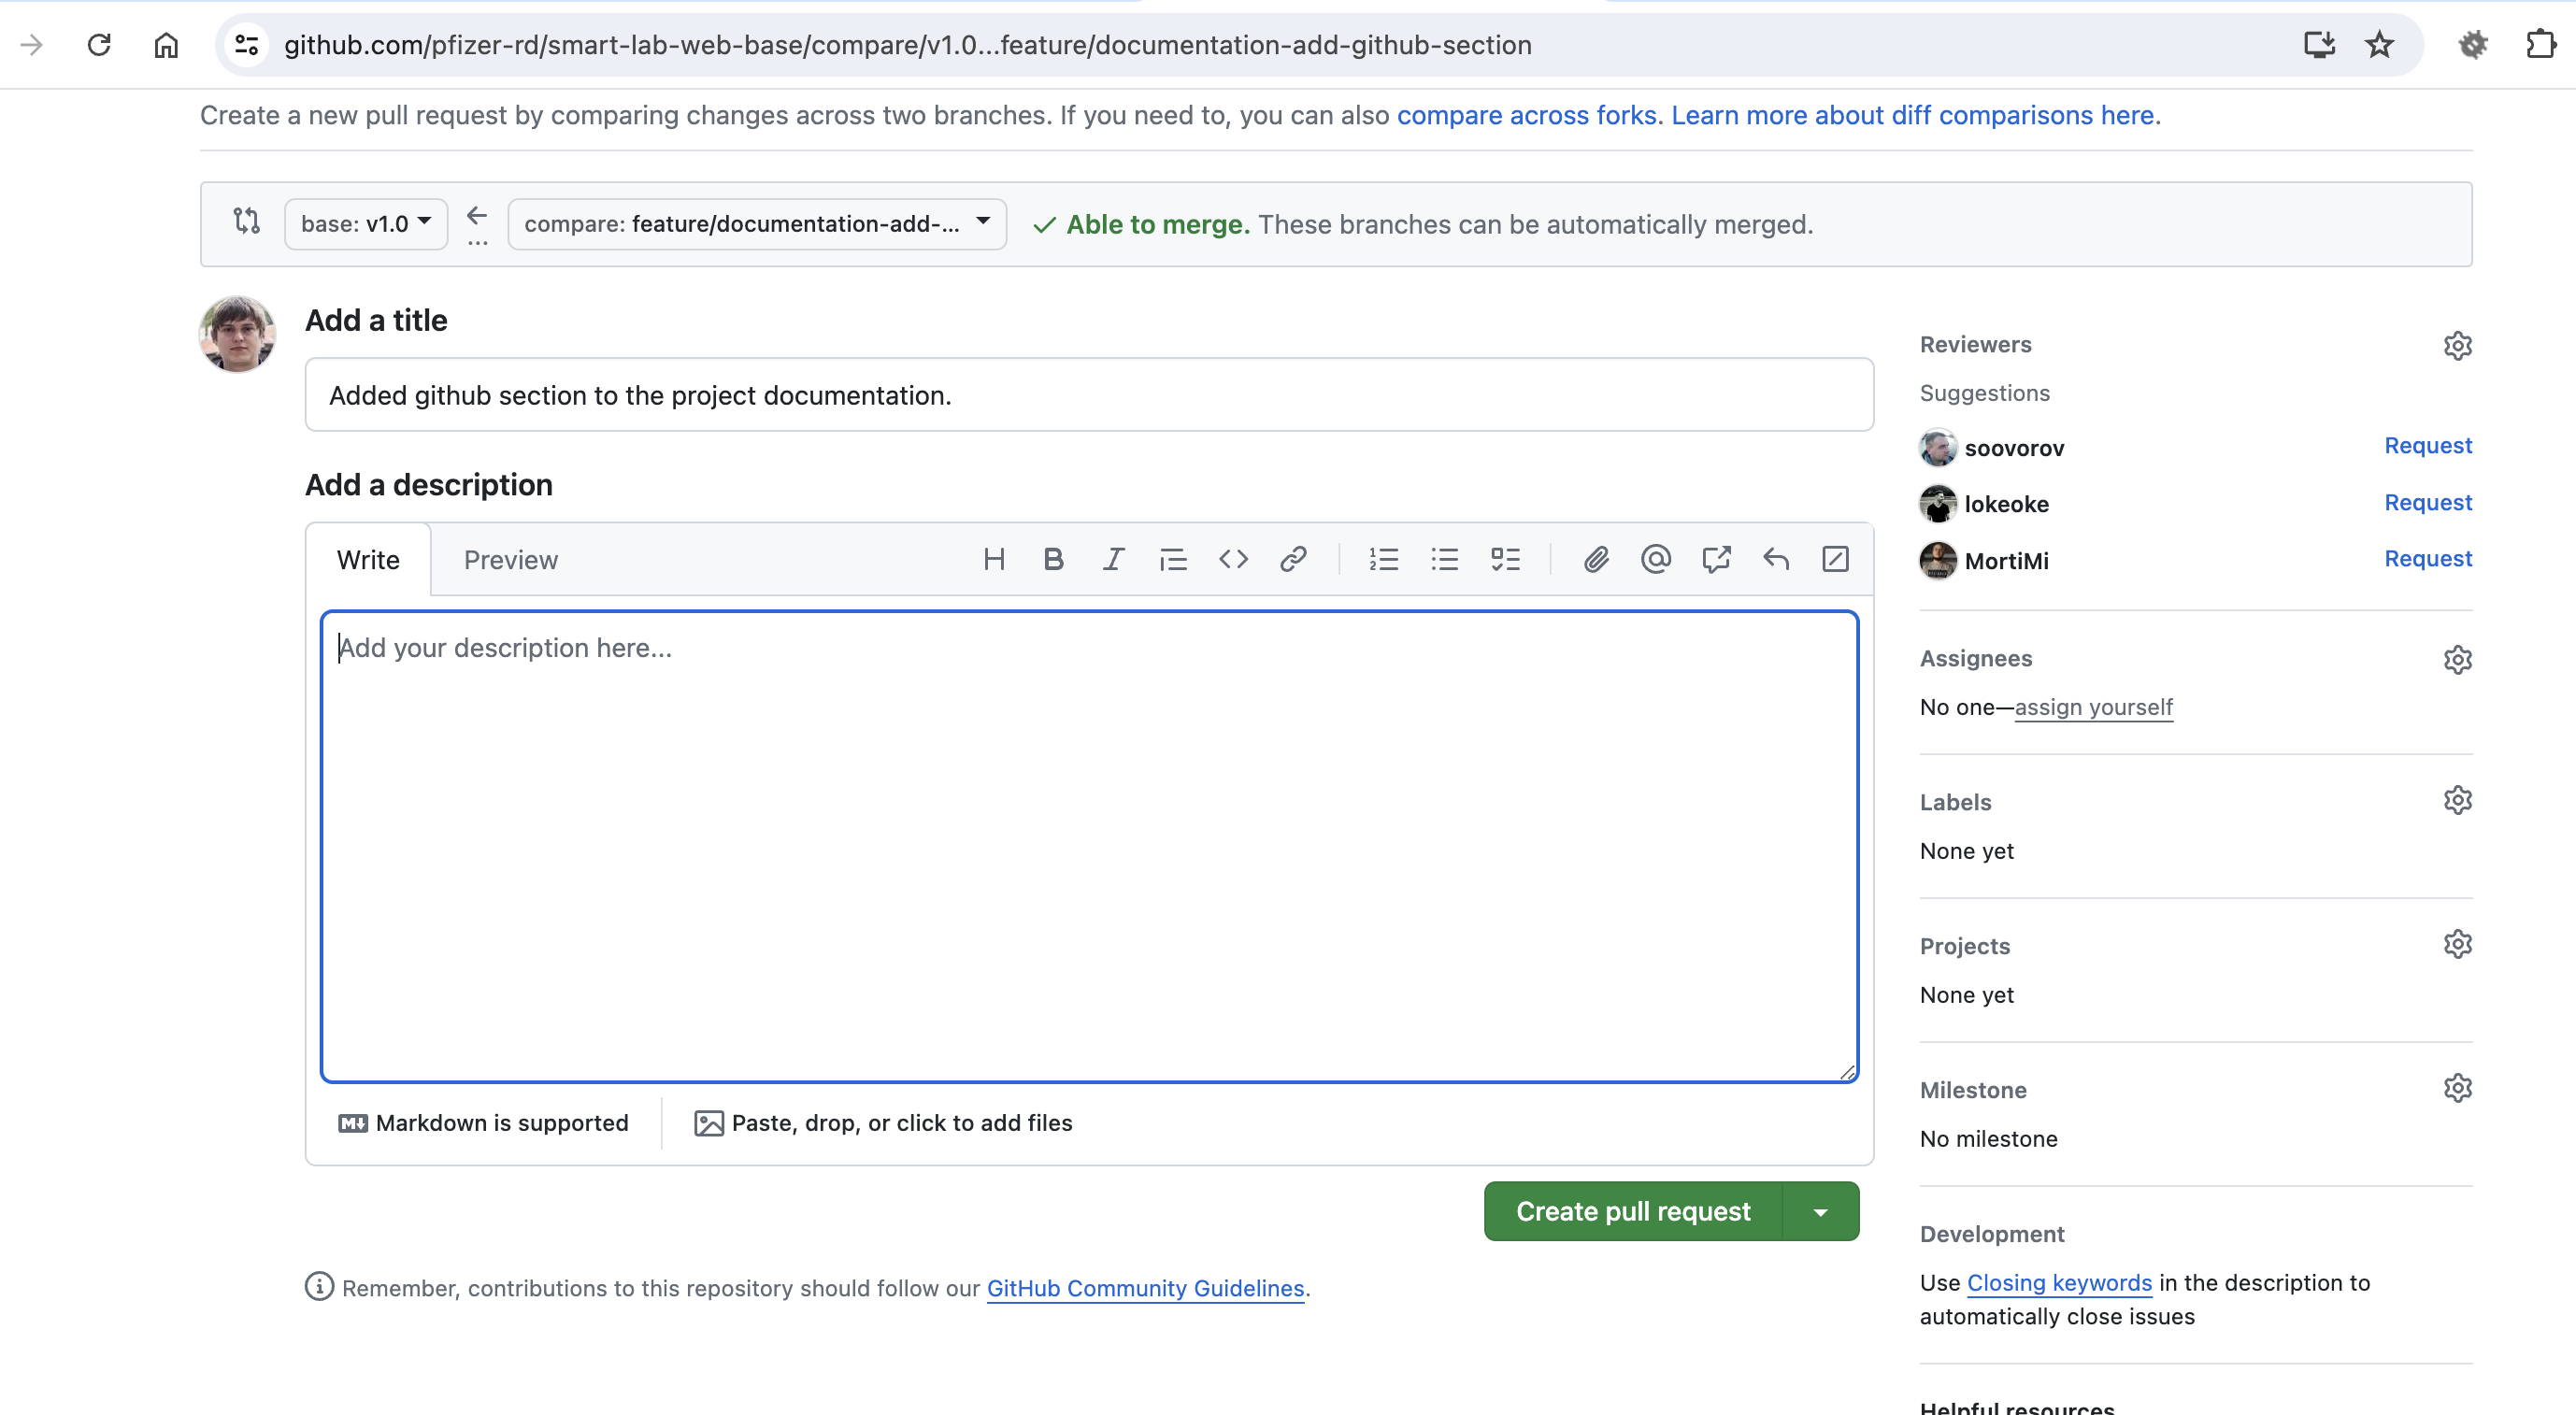 github.com/pfizer-rd/smart-lab-web-base/compare/v1.0...feature/documentation-add-github-section
Create a new pull request by comparing changes across two branches. If you need to, you can also compare across forks. Learn more about diff comparisons here.
base: v1.0
compare: feature/documentation-add-...
Able to merge. These branches can be automatically merged.
Add a title
Added github section to the project documentation.
Add a description
Write
Preview
Add your description here...
Markdown is supported
Paste, drop, or click to add files
Create pull request
Remember, contributions to this repository should follow our GitHub Community Guidelines.
Reviewers
Suggestions
soovorov
Request
lokeoke
Request
MortiMi
Request
Assignees
No one—assign yourself
Labels
None yet
Projects
None yet
Milestone
No milestone
Development
Use Closing keywords in the description to
automatically close issues
Helpful resources